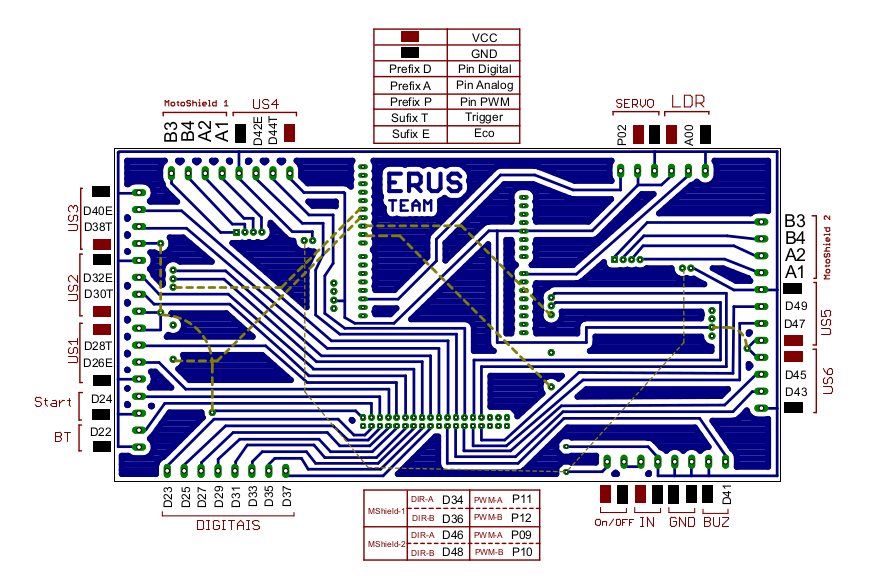 VCC
GND
Prefix D Pin Digital
Prefix A Pin Analog
Prefix P Pin PWM
Sufix T Trigger
Sufix E Eco
MotoShield 1 US4
B3 B4 A2 A1 D42E D44T
SERVO LDR
P02 A00
ERUS
TEAM
US3
D40E
D38T
US2
D32E
D30T
US1
D28T
D26E
Start D24
BT D22
B3
B4
A2
A1
MotoShield 2
D49
D47
US5
D45
D43
US6
D23 D25 D27 D29 D31 D33 D35 D37
DIGITAIS
D41
On/OFF IN GND BUZ
MShield-1 DIR-A D34 PWM-A P11
DIR-B D36 PWM-B P12
MShield-2 DIR-A D46 PWM-A P09
DIR-B D48 PWM-B P10